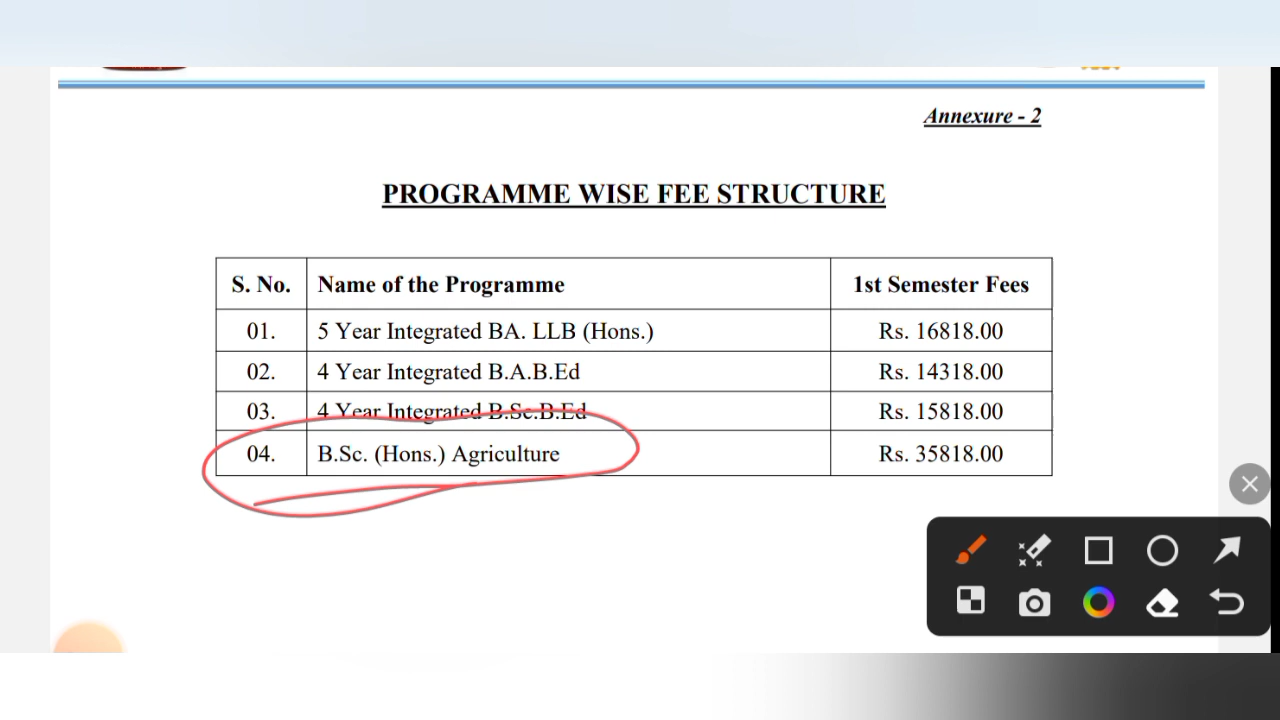 Annexure - 2
PROGRAMME WISE FEE STRUCTURE
S. No. Name of the Programme 1st Semester Fees
01. 5 Year Integrated BA. LLB (Hons.) Rs. 16818.00
02. 4 Year Integrated B.A.B.Ed Rs. 14318.00
03. 4 Year Integrated B.Sc.B.Ed Rs. 15818.00
04. B.Sc. (Hons.) Agriculture Rs. 35818.00